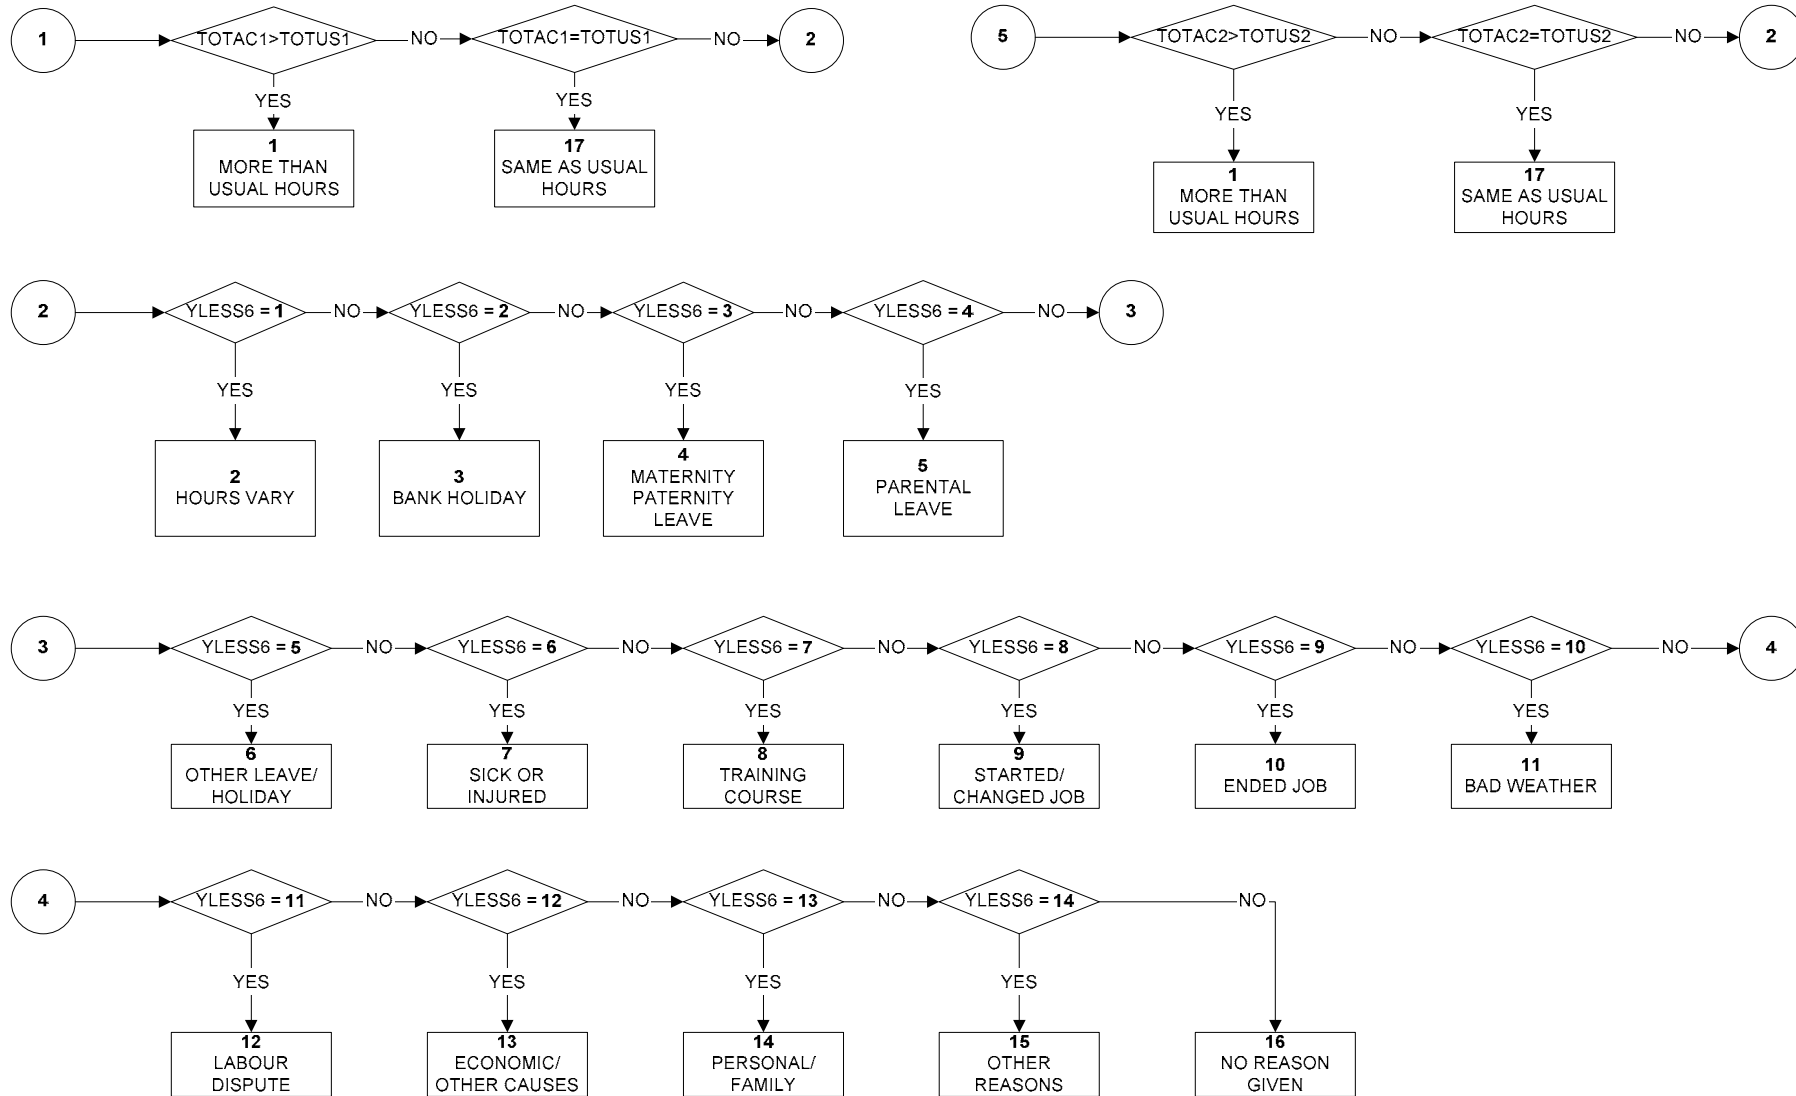 1
TOTAC1>TOTUS1
NO
TOTAC1=TOTUS1
NO
2
YES
YES
1
MORE THAN
USUAL HOURS
17
SAME AS USUAL
HOURS
5
TOTAC2>TOTUS2
NO
TOTAC2=TOTUS2
NO
2
YES
YES
1
MORE THAN
USUAL HOURS
17
SAME AS USUAL
HOURS
2
YLESS6 = 1
NO
YLESS6 = 2
NO
YLESS6 = 3
NO
YLESS6 = 4
NO
3
YES
YES
YES
YES
2
HOURS VARY
3
BANK HOLIDAY
4
MATERNITY
PATERNITY
LEAVE
5
PARENTAL
LEAVE
3
YLESS6 = 5
NO
YLESS6 = 6
NO
YLESS6 = 7
NO
YLESS6 = 8
NO
YLESS6 = 9
NO
YLESS6 = 10
NO
4
YES
YES
YES
YES
YES
YES
6
OTHER LEAVE/
HOLIDAY
7
SICK OR
INJURED
8
TRAINING
COURSE
9
STARTED/
CHANGED JOB
10
ENDED JOB
11
BAD WEATHER
4
YLESS6 = 11
NO
YLESS6 = 12
NO
YLESS6 = 13
NO
YLESS6 = 14
NO
YES
YES
YES
YES
12
LABOUR
DISPUTE
13
ECONOMIC/
OTHER CAUSES
14
PERSONAL/
FAMILY
15
OTHER
REASONS
16
NO REASON
GIVEN